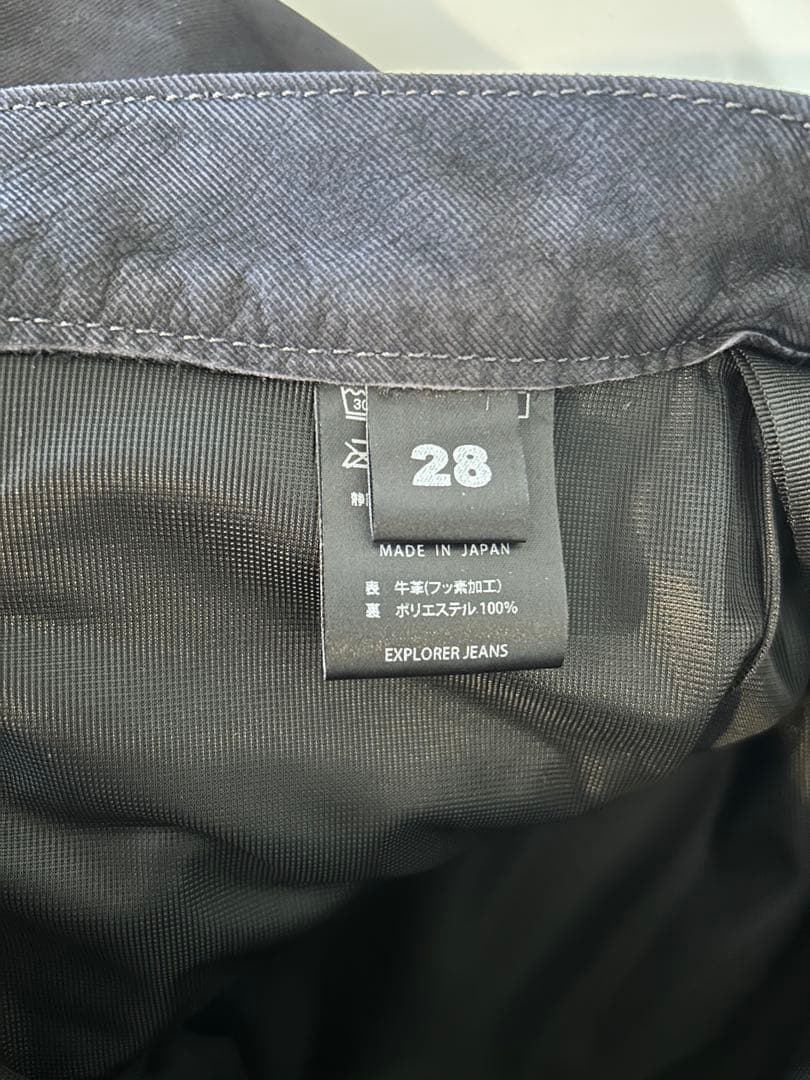 30
28
MADE IN JAPAN
表 牛革(フッ素加工)
裏 ポリエステル100%
EXPLORER JEANS